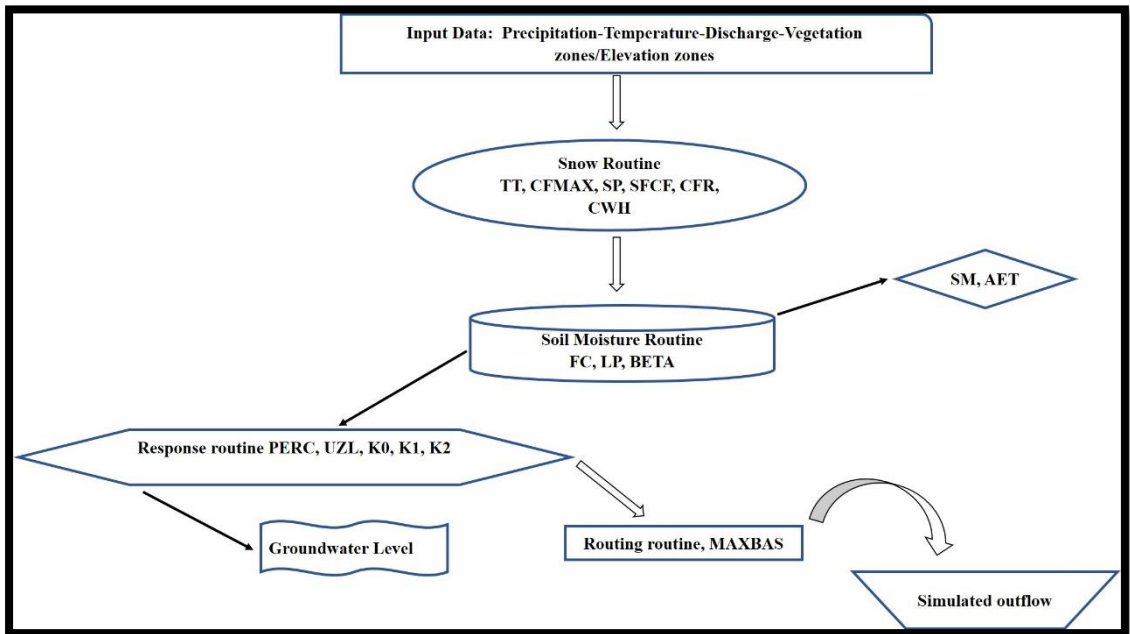 Input Data: Precipitation-Temperature-Discharge-Vegetation
zones/Elevation zones
Snow Routine
TT, CFMAX, SP, SFCF, CFR,
CWH
SM, AET
Soil Moisture Routine
FC, LP, BETA
Response routine PERC, UZL, K0, K1, K2
Groundwater Level
Routing routine, MAXBAS
Simulated outflow